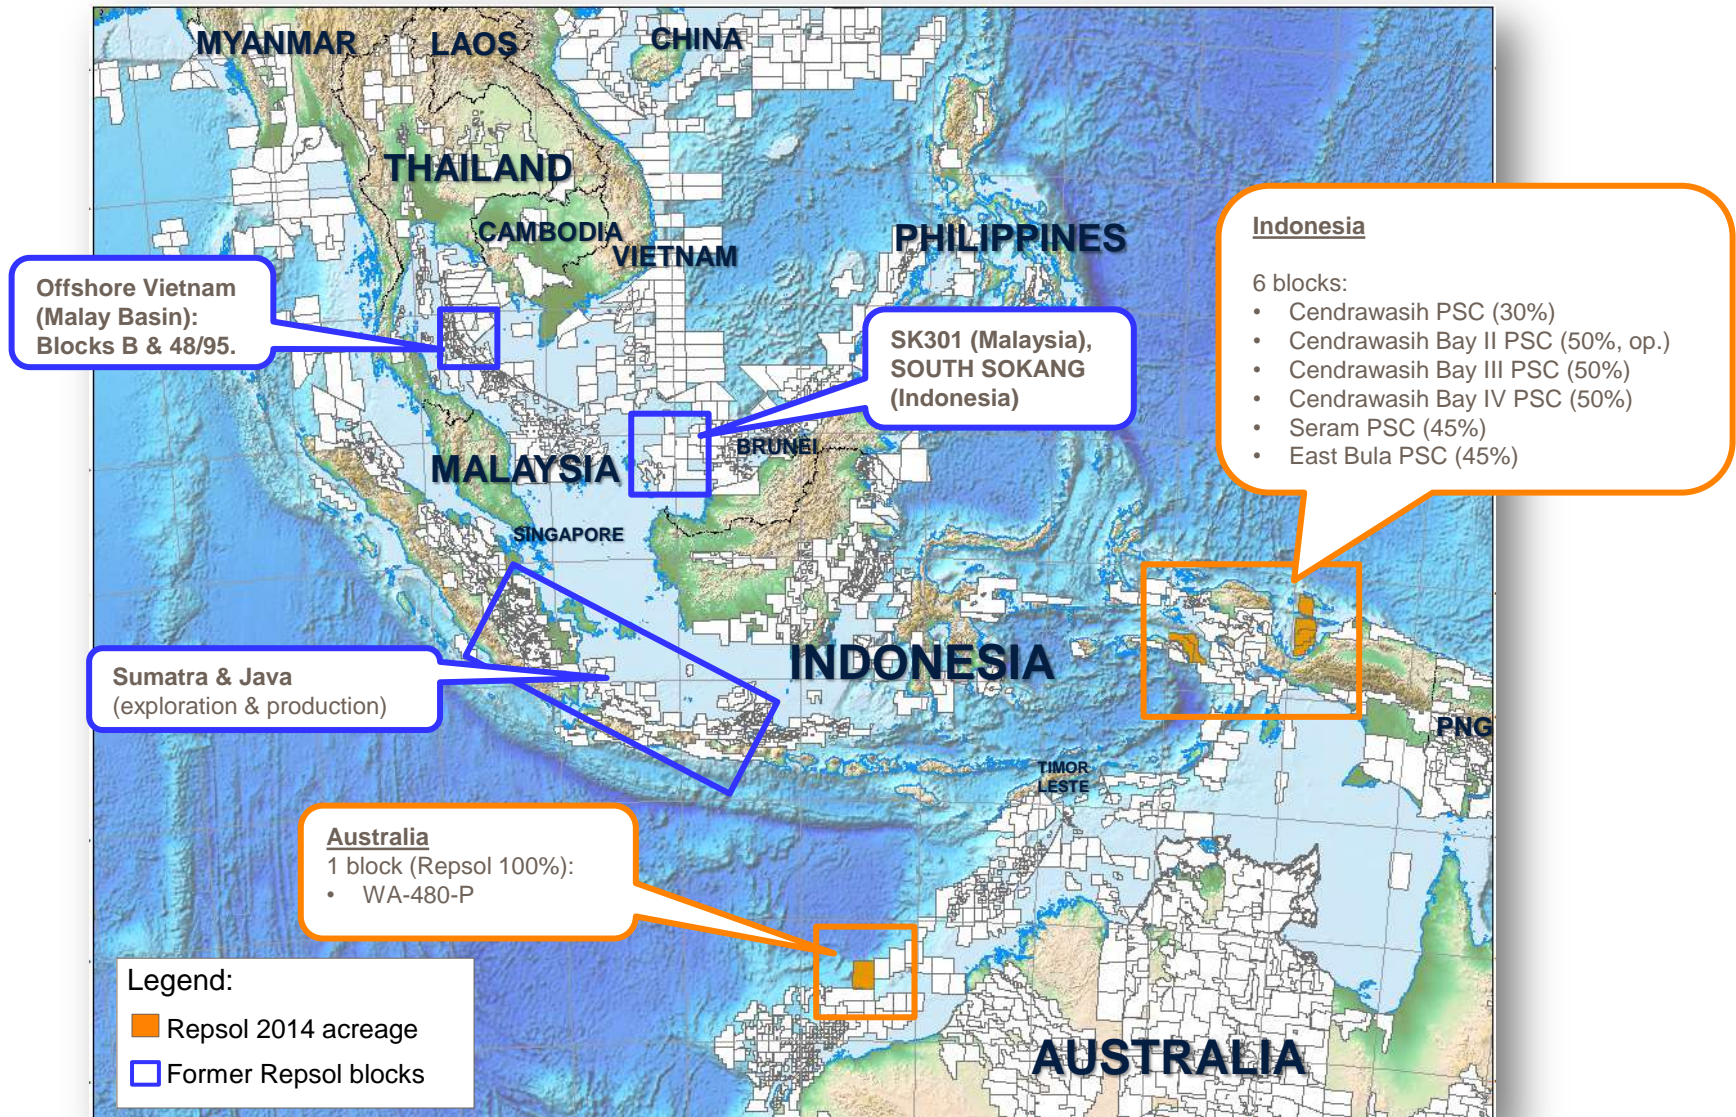 MYANMAR
LAOS
CHINA
THAILAND
CAMBODIA
VIETNAM
PHILIPPINES
Indonesia
6 blocks:
• Cendrawasih PSC (30%)
• Cendrawasih Bay II PSC (50%, op.)
• Cendrawasih Bay III PSC (50%)
• Cendrawasih Bay IV PSC (50%)
• Seram PSC (45%)
• East Bula PSC (45%)
Offshore Vietnam
(Malay Basin):
Blocks B & 48/95.
SK301 (Malaysia),
SOUTH SOKANG
(Indonesia)
BRUNEI
MALAYSIA
SINGAPORE
INDONESIA
Sumatra & Java
(exploration & production)
PNG
TIMOR
LESTE
Australia
1 block (Repsol 100%):
• WA-480-P
AUSTRALIA
Legend:
Repsol 2014 acreage
Former Repsol blocks